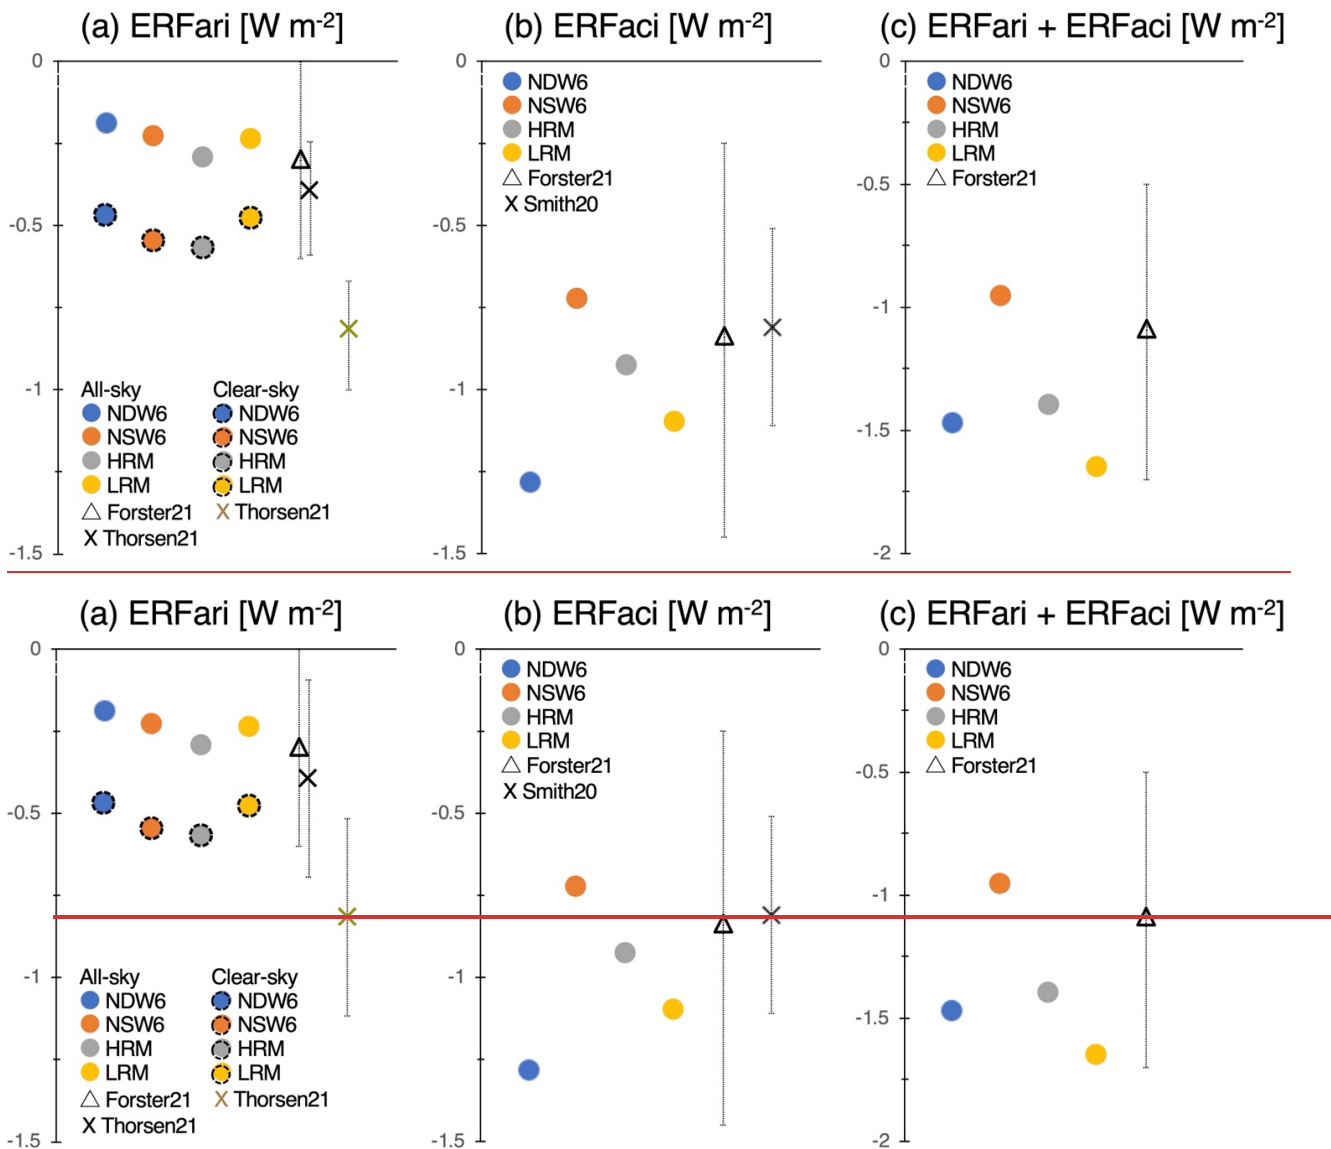 (a) ERFari [W m-2]
0
-0.5
-1
-1.5
All-sky
NDW6
NSW6
HRM
LRM
Forster21
X Thorsen21
Clear-sky
NDW6
NSW6
HRM
LRM
X Thorsen21
(b) ERFaci [W m-2]
0
-0.5
-1
-1.5
NDW6
NSW6
HRM
LRM
Forster21
X Smith20
(c) ERFari + ERFaci [W m-2]
0
-0.5
-1
-1.5
-2
NDW6
NSW6
HRM
LRM
Forster21
(a) ERFari [W m-2]
0
-0.5
-1
-1.5
All-sky
NDW6
NSW6
HRM
LRM
Forster21
X Thorsen21
Clear-sky
NDW6
NSW6
HRM
LRM
X Thorsen21
(b) ERFaci [W m-2]
0
-0.5
-1
-1.5
NDW6
NSW6
HRM
LRM
Forster21
X Smith20
(c) ERFari + ERFaci [W m-2]
0
-0.5
-1
-1.5
-2
NDW6
NSW6
HRM
LRM
Forster21